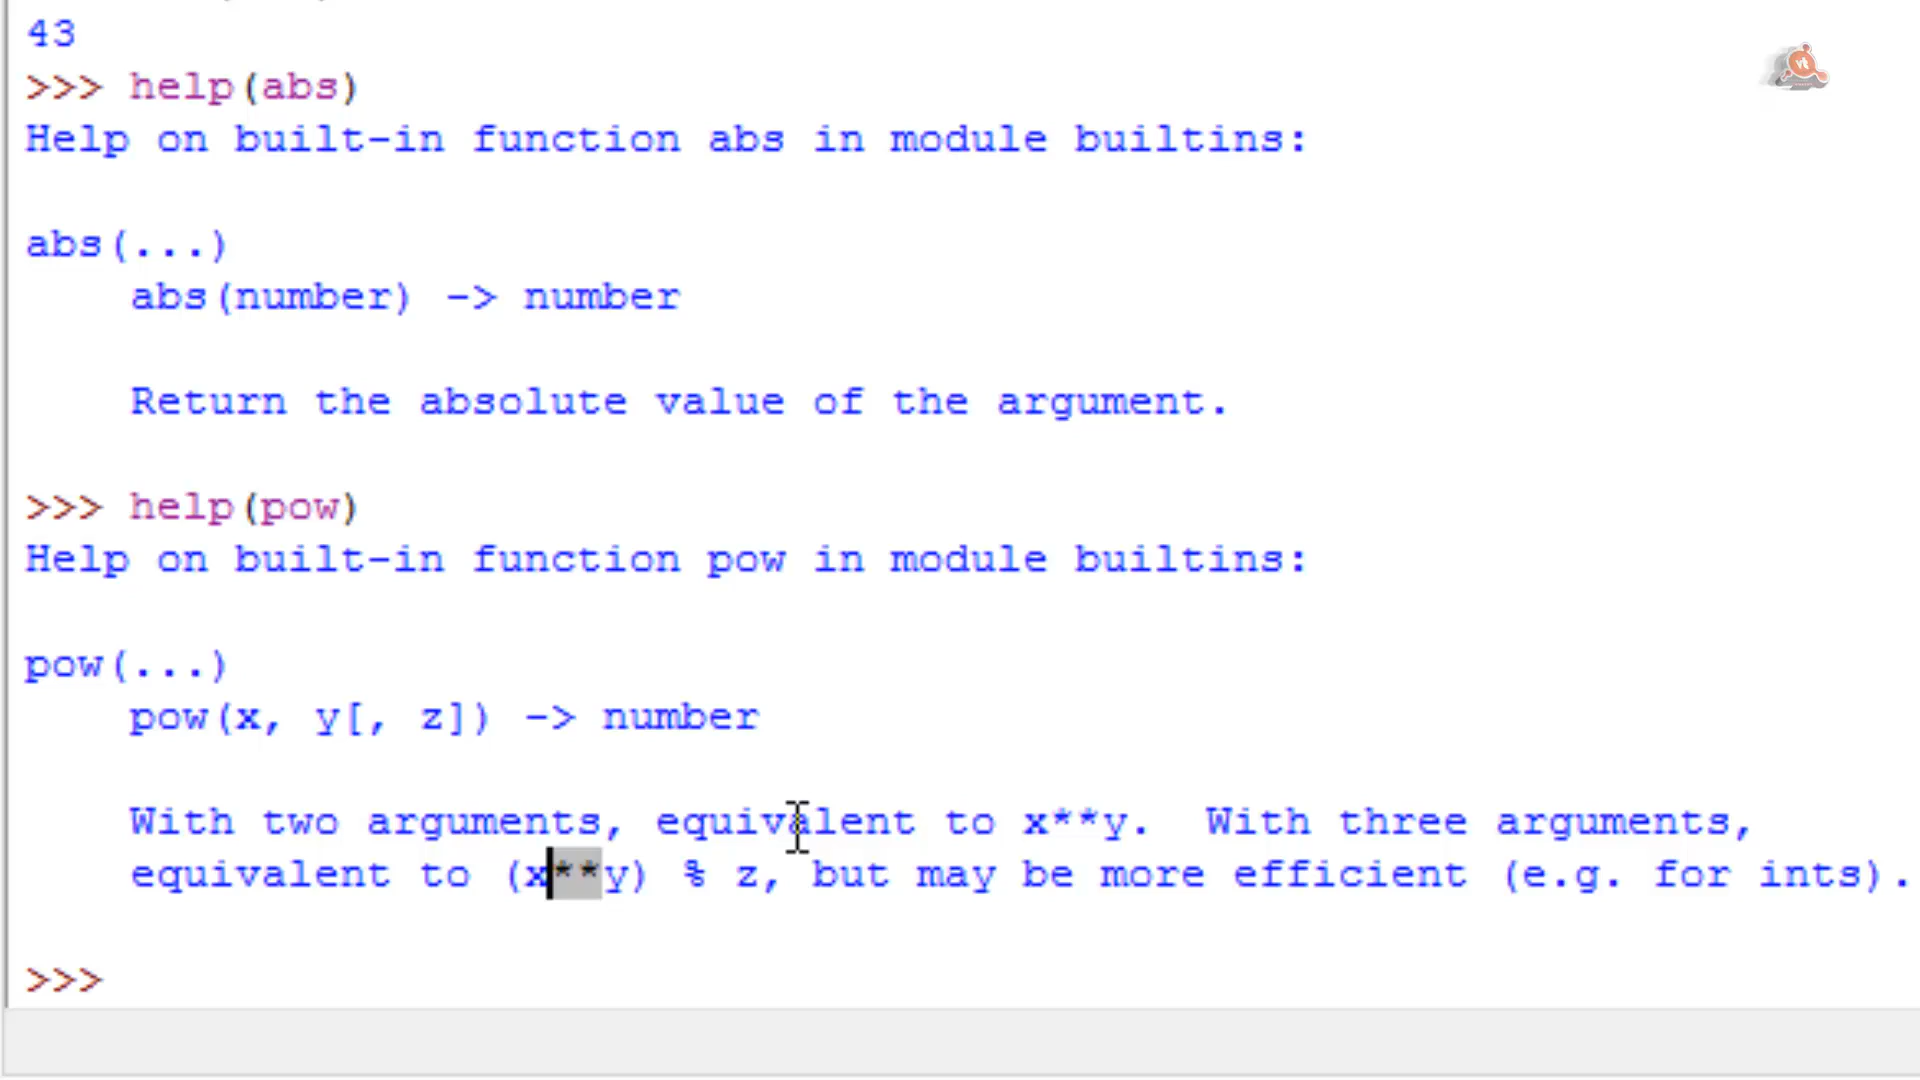 43
>>> help(abs)
Help on built-in function abs in module builtins:
abs(...)
    abs(number) -> number
    Return the absolute value of the argument.
>>> help(pow)
Help on built-in function pow in module builtins:
pow(...)
    pow(x, y[, z]) -> number
    With two arguments, equivalent to x**y.  With three arguments,
    equivalent to (x**y) % z, but may be more efficient (e.g. for ints).
>>>